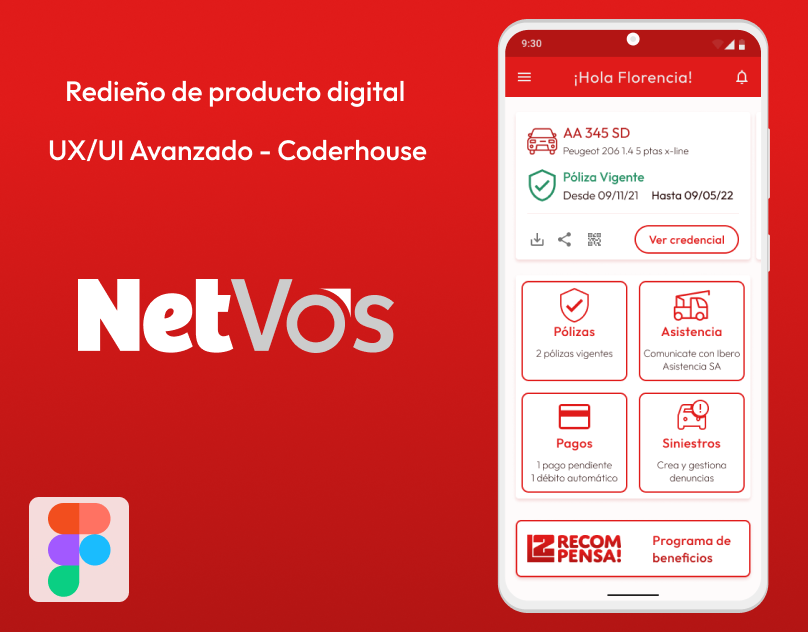 Redieño de producto digital
UX/UI Avanzado - Coderhouse
NetVos
9:30
¡Hola Florencia!
AA 345 SD
Peugeot 206 1.4 5 ptas x-line
Póliza Vigente
Desde 09/11/21 Hasta 09/05/22
Ver credencial
Pólizas
2 pólizas vigentes
Asistencia
Comunicate con Ibero
Asistencia SA
Pagos
1 pago pendiente
1 débito automático
Siniestros
Crea y gestiona
denuncias
LZ RECOM
PENSA!
Programa de
beneficios